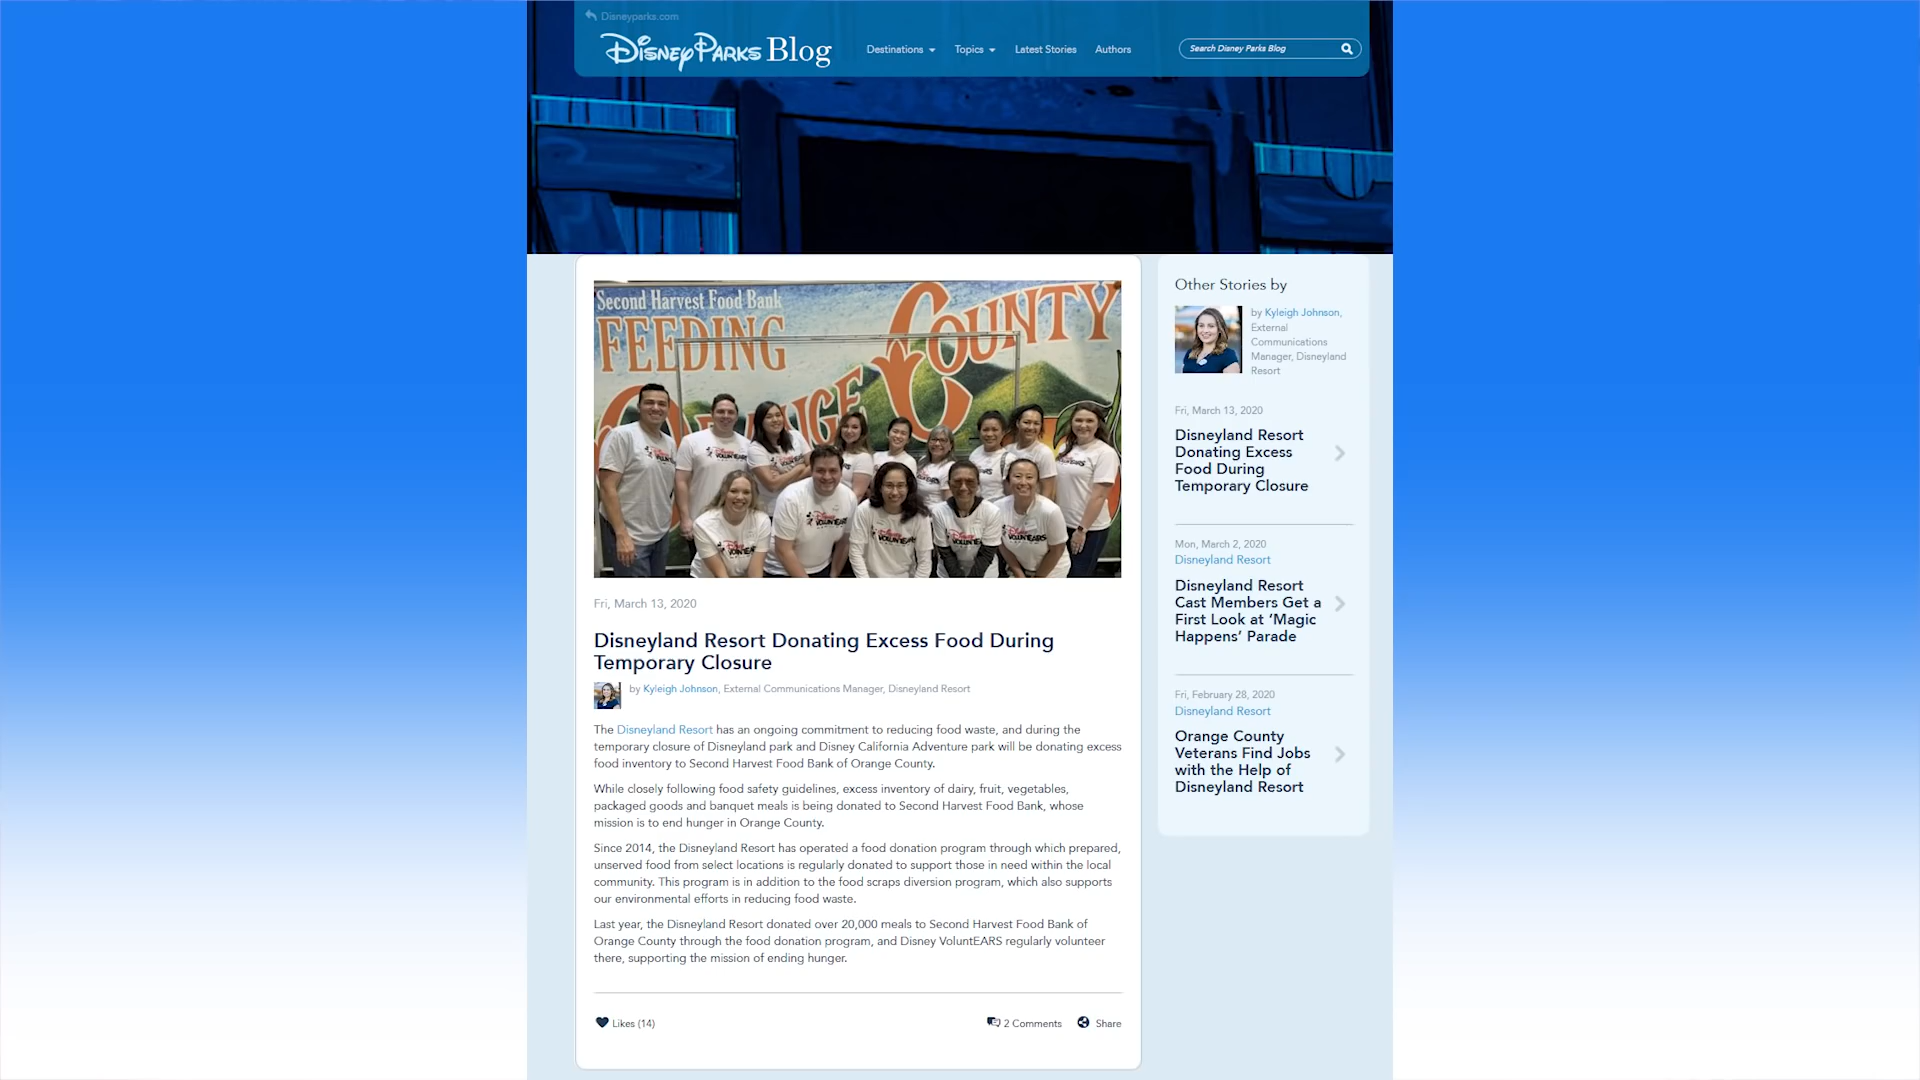 Disneyparks.com
Disney Parks Blog
Destinations
Topics
Latest Stories
Authors
Search Disney Parks Blog
Second Harvest Food Bank
FEEDING
ORANGE COUNTY
Fri, March 13, 2020
Disneyland Resort Donating Excess Food During
Temporary Closure
by Kyleigh Johnson, External Communications Manager, Disneyland Resort
The Disneyland Resort has an ongoing commitment to reducing food waste, and during the
temporary closure of Disneyland park and Disney California Adventure park will be donating excess
food inventory to Second Harvest Food Bank of Orange County.
While closely following food safety guidelines, excess inventory of dairy, fruit, vegetables,
packaged goods and banquet meals is being donated to Second Harvest Food Bank, whose
mission is to end hunger in Orange County.
Since 2014, the Disneyland Resort has operated a food donation program through which prepared,
unserved food from select locations is regularly donated to support those in need within the local
community. This program is in addition to the food scraps diversion program, which also supports
our environmental efforts in reducing food waste.
Last year, the Disneyland Resort donated over 20,000 meals to Second Harvest Food Bank of
Orange County through the food donation program, and Disney VoluntEARS regularly volunteer
there, supporting the mission of ending hunger.
Likes (14)
2 Comments
Share
Other Stories by
by Kyleigh Johnson,
External
Communications
Manager, Disneyland
Resort
Fri, March 13, 2020
Disneyland Resort
Donating Excess
Food During
Temporary Closure
Mon, March 2, 2020
Disneyland Resort
Disneyland Resort
Cast Members Get a
First Look at ‘Magic
Happens’ Parade
Fri, February 28, 2020
Disneyland Resort
Orange County
Veterans Find Jobs
with the Help of
Disneyland Resort